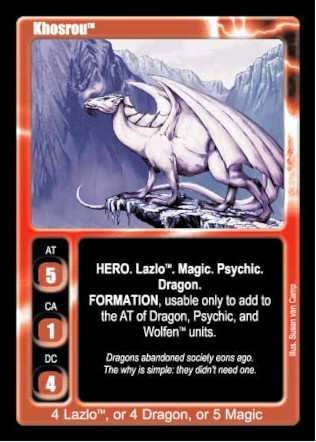 Khosrou™
AT
5
CA
1
DC
4
HERO. Lazlo™. Magic. Psychic.
Dragon.
FORMATION, usable only to add to
the AT of Dragon, Psychic, and
Wolfen™ units.
Dragons abandoned society eons ago.
The why is simple: they didn't need one.
Illus. Susan van Camp
4 Lazlo™, or 4 Dragon, or 5 Magic